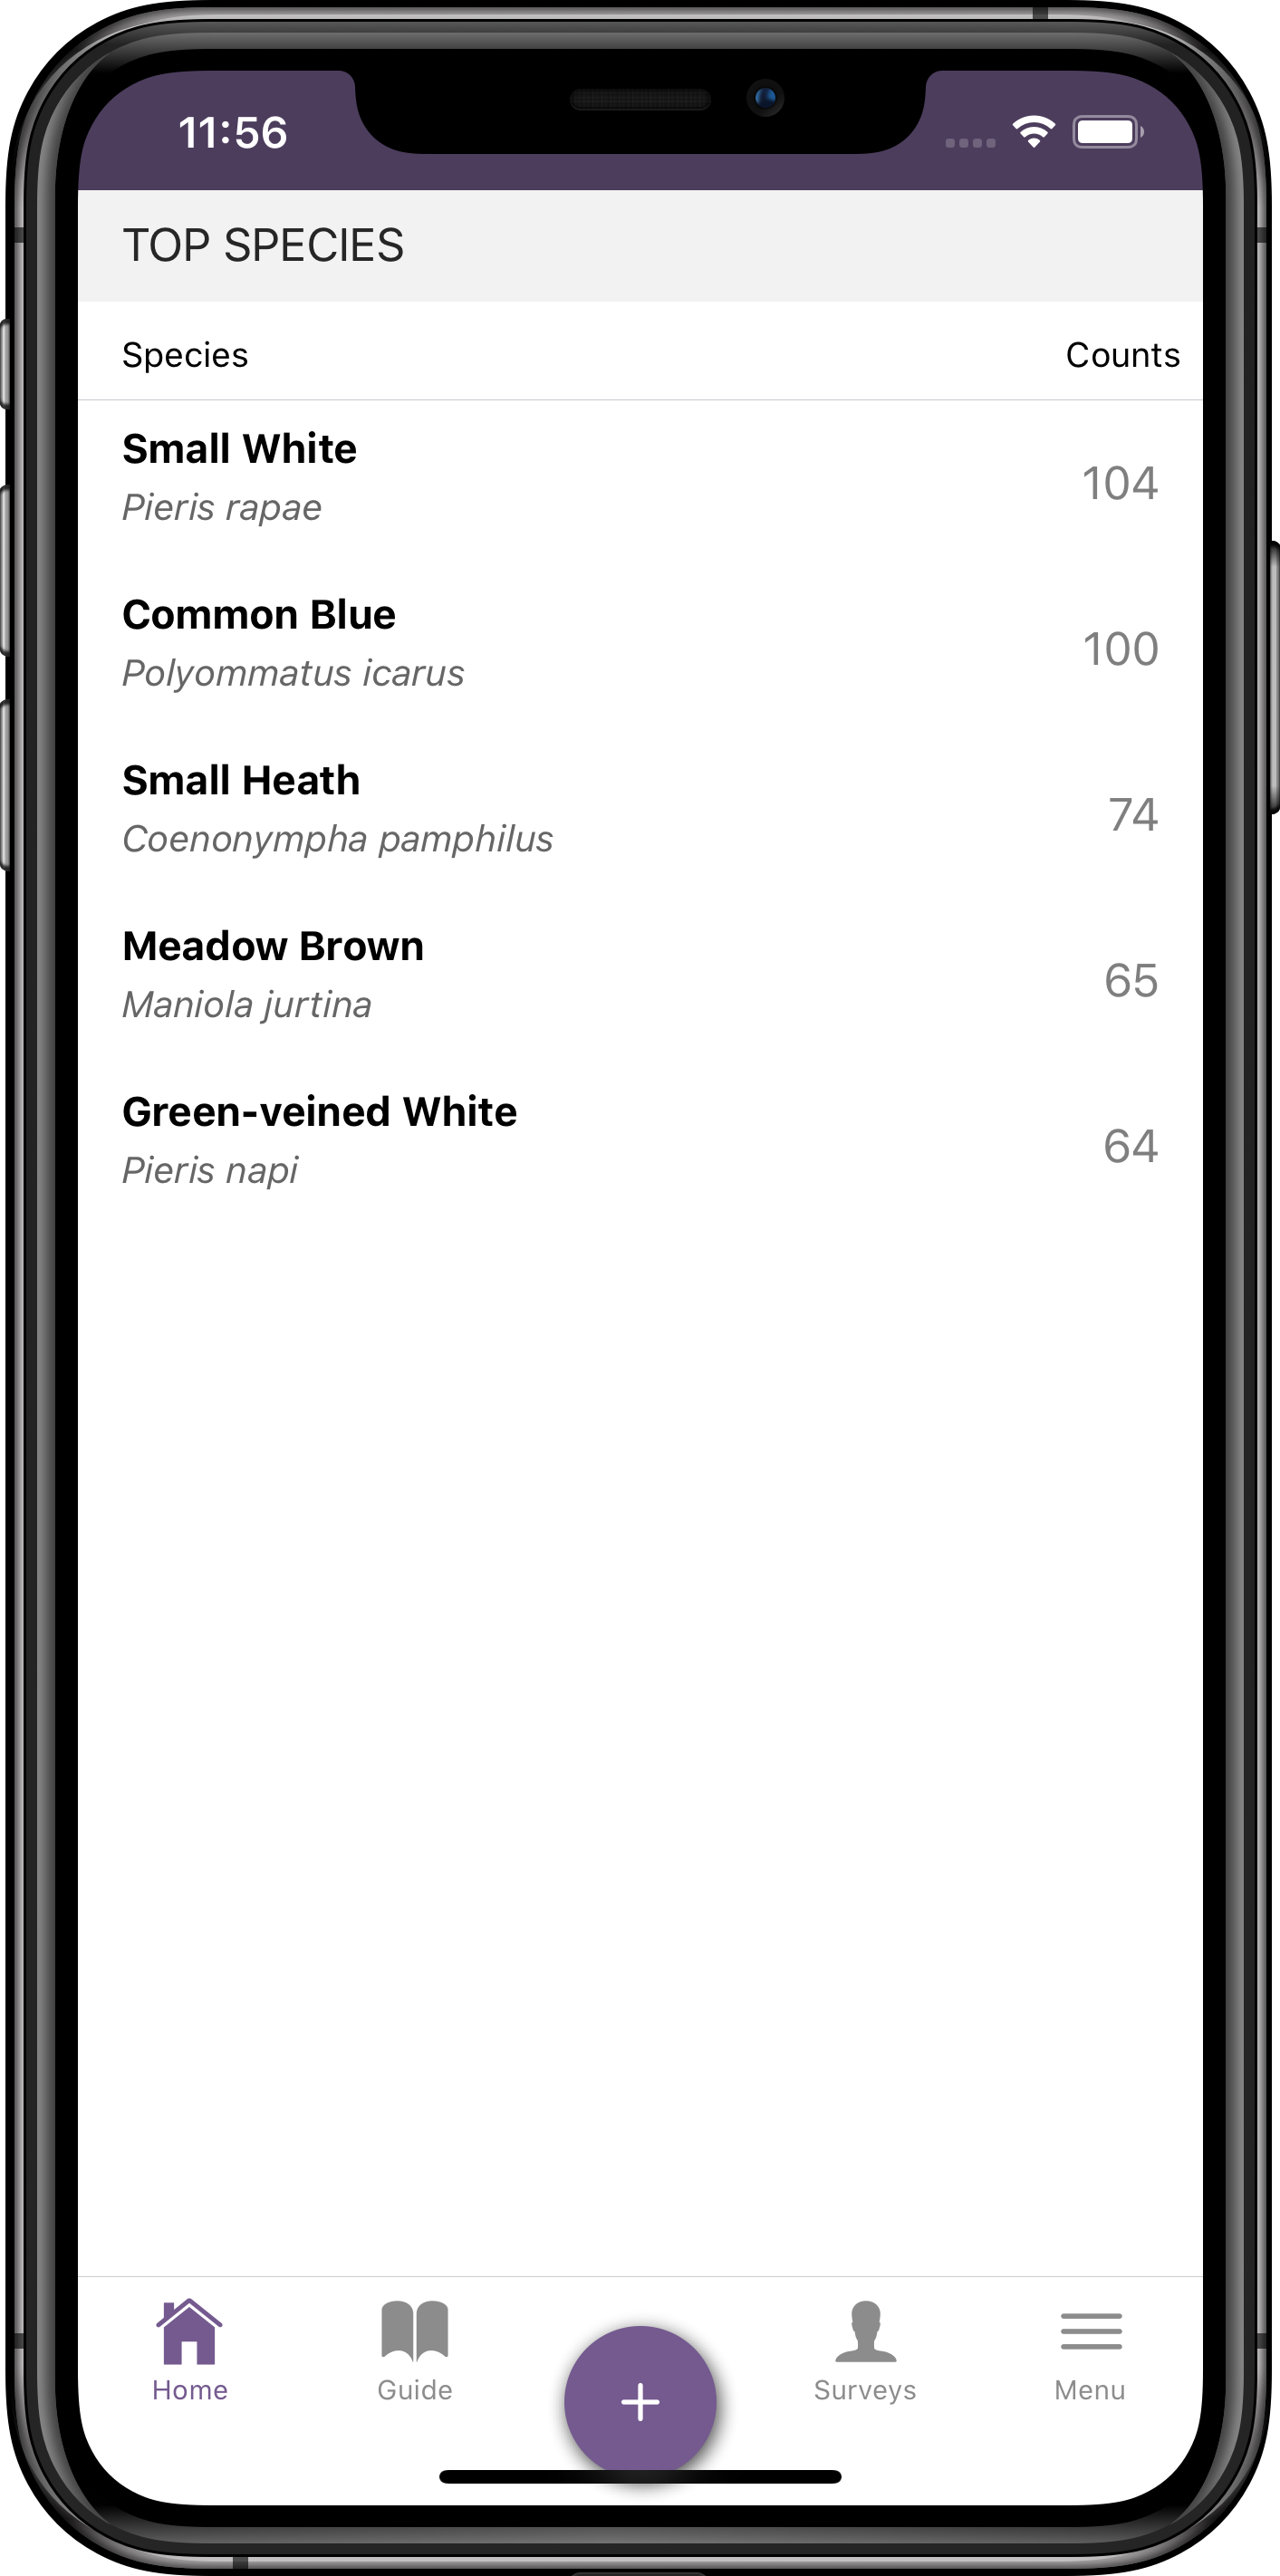 11:56
TOP SPECIES
Species Counts
Small White
Pieris rapae
104
Common Blue
Polyommatus icarus
100
Small Heath
Coenonympha pamphilus
74
Meadow Brown
Maniola jurtina
65
Green-veined White
Pieris napi
64
Home Guide Surveys Menu